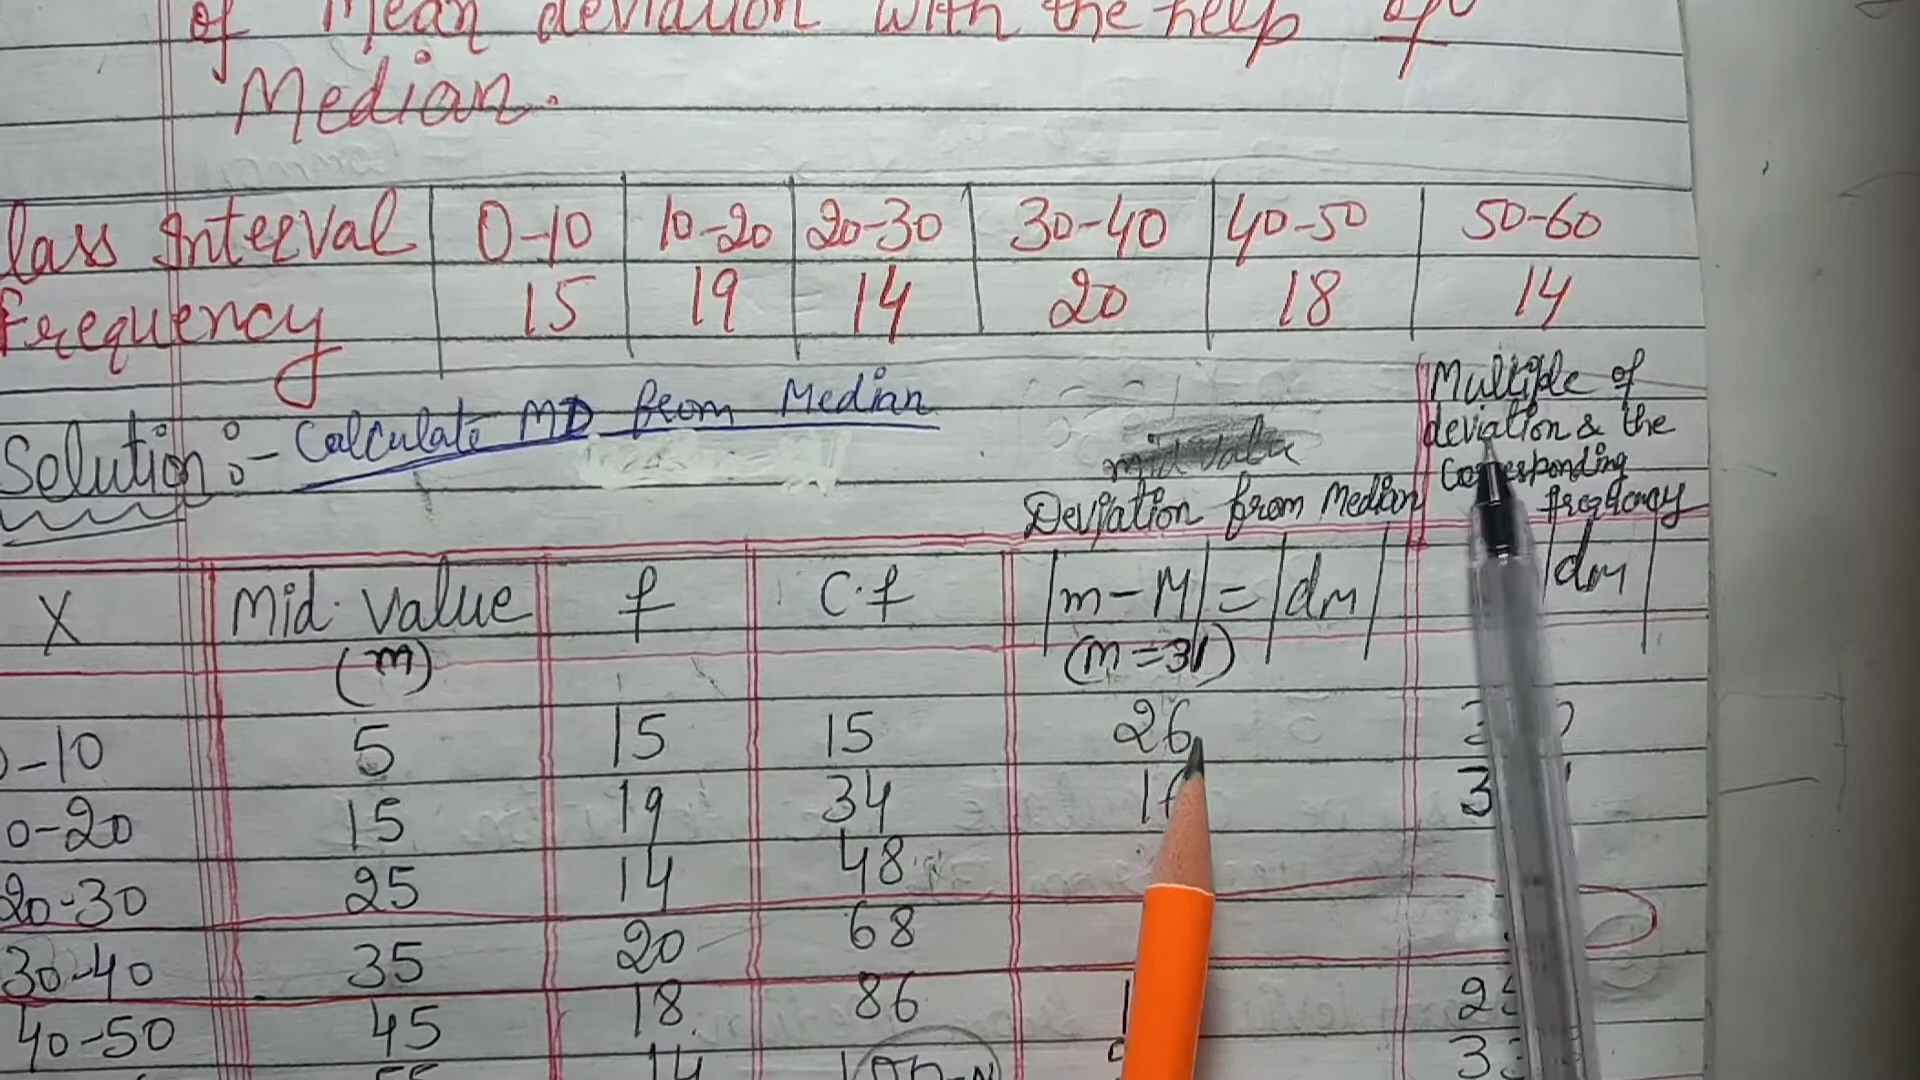 of Mean deviation with the help of
Median.
lass Interval 0-10 10-20 20-30 30-40 40-50 50-60
Frequency 15 19 14 20 18 14
Solution :- Calculate MD from Median
mid value
Deviation from Median
Multiple of
deviation & the
Corresponding
frequency
X Mid. Value f C.f |m-M|=|dM| |dM|
(m) (m=31)
-10 5 15 15 26
0-20 15 19 34
20-30 25 14 48
30-40 35 20 68
40-50 45 18 86
14